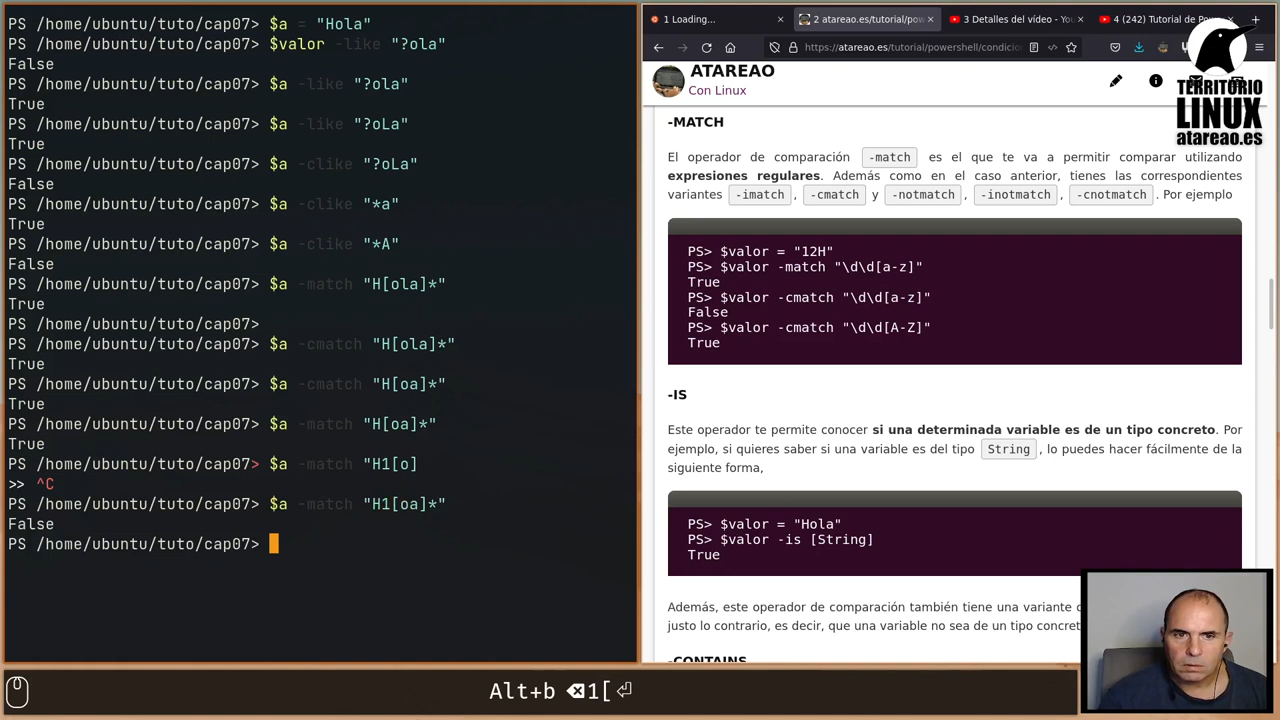 PS /home/ubuntu/tuto/cap07> $a = "Hola"
PS /home/ubuntu/tuto/cap07> $valor -like "?ola"
False
PS /home/ubuntu/tuto/cap07> $a -like "?ola"
True
PS /home/ubuntu/tuto/cap07> $a -like "?oLa"
True
PS /home/ubuntu/tuto/cap07> $a -clike "?oLa"
False
PS /home/ubuntu/tuto/cap07> $a -clike "*a"
True
PS /home/ubuntu/tuto/cap07> $a -clike "*A"
False
PS /home/ubuntu/tuto/cap07> $a -match "H[ola]*"
True
PS /home/ubuntu/tuto/cap07>
PS /home/ubuntu/tuto/cap07> $a -cmatch "H[ola]*"
True
PS /home/ubuntu/tuto/cap07> $a -cmatch "H[oa]*"
True
PS /home/ubuntu/tuto/cap07> $a -match "H[oa]*"
True
PS /home/ubuntu/tuto/cap07> $a -match "H1[o]
>> ^C
PS /home/ubuntu/tuto/cap07> $a -match "H1[oa]*"
False
PS /home/ubuntu/tuto/cap07>
1 Loading...
2 atareao.es/tutorial/pow
3 Detalles del vídeo - You
4 (242) Tutorial de Power
https://atareao.es/tutorial/powershell/condicio
ATAREAO
Con Linux
TERRITORIO
LINUX
atareao.es
-MATCH
El operador de comparación -match es el que te va a permitir comparar utilizando
expresiones regulares. Además como en el caso anterior, tienes las correspondientes
variantes -imatch, -cmatch y -notmatch, -inotmatch, -cnotmatch. Por ejemplo
PS> $valor = "12H"
PS> $valor -match "\d\d[a-z]"
True
PS> $valor -cmatch "\d\d[a-z]"
False
PS> $valor -cmatch "\d\d[A-Z]"
True
-IS
Este operador te permite conocer si una determinada variable es de un tipo concreto. Por
ejemplo, si quieres saber si una variable es del tipo String, lo puedes hacer fácilmente de la
siguiente forma,
PS> $valor = "Hola"
PS> $valor -is [String]
True
Además, este operador de comparación también tiene una variante
justo lo contrario, es decir, que una variable no sea de un tipo concret
-CONTAINS
Alt+b ⌫1[ ⏎